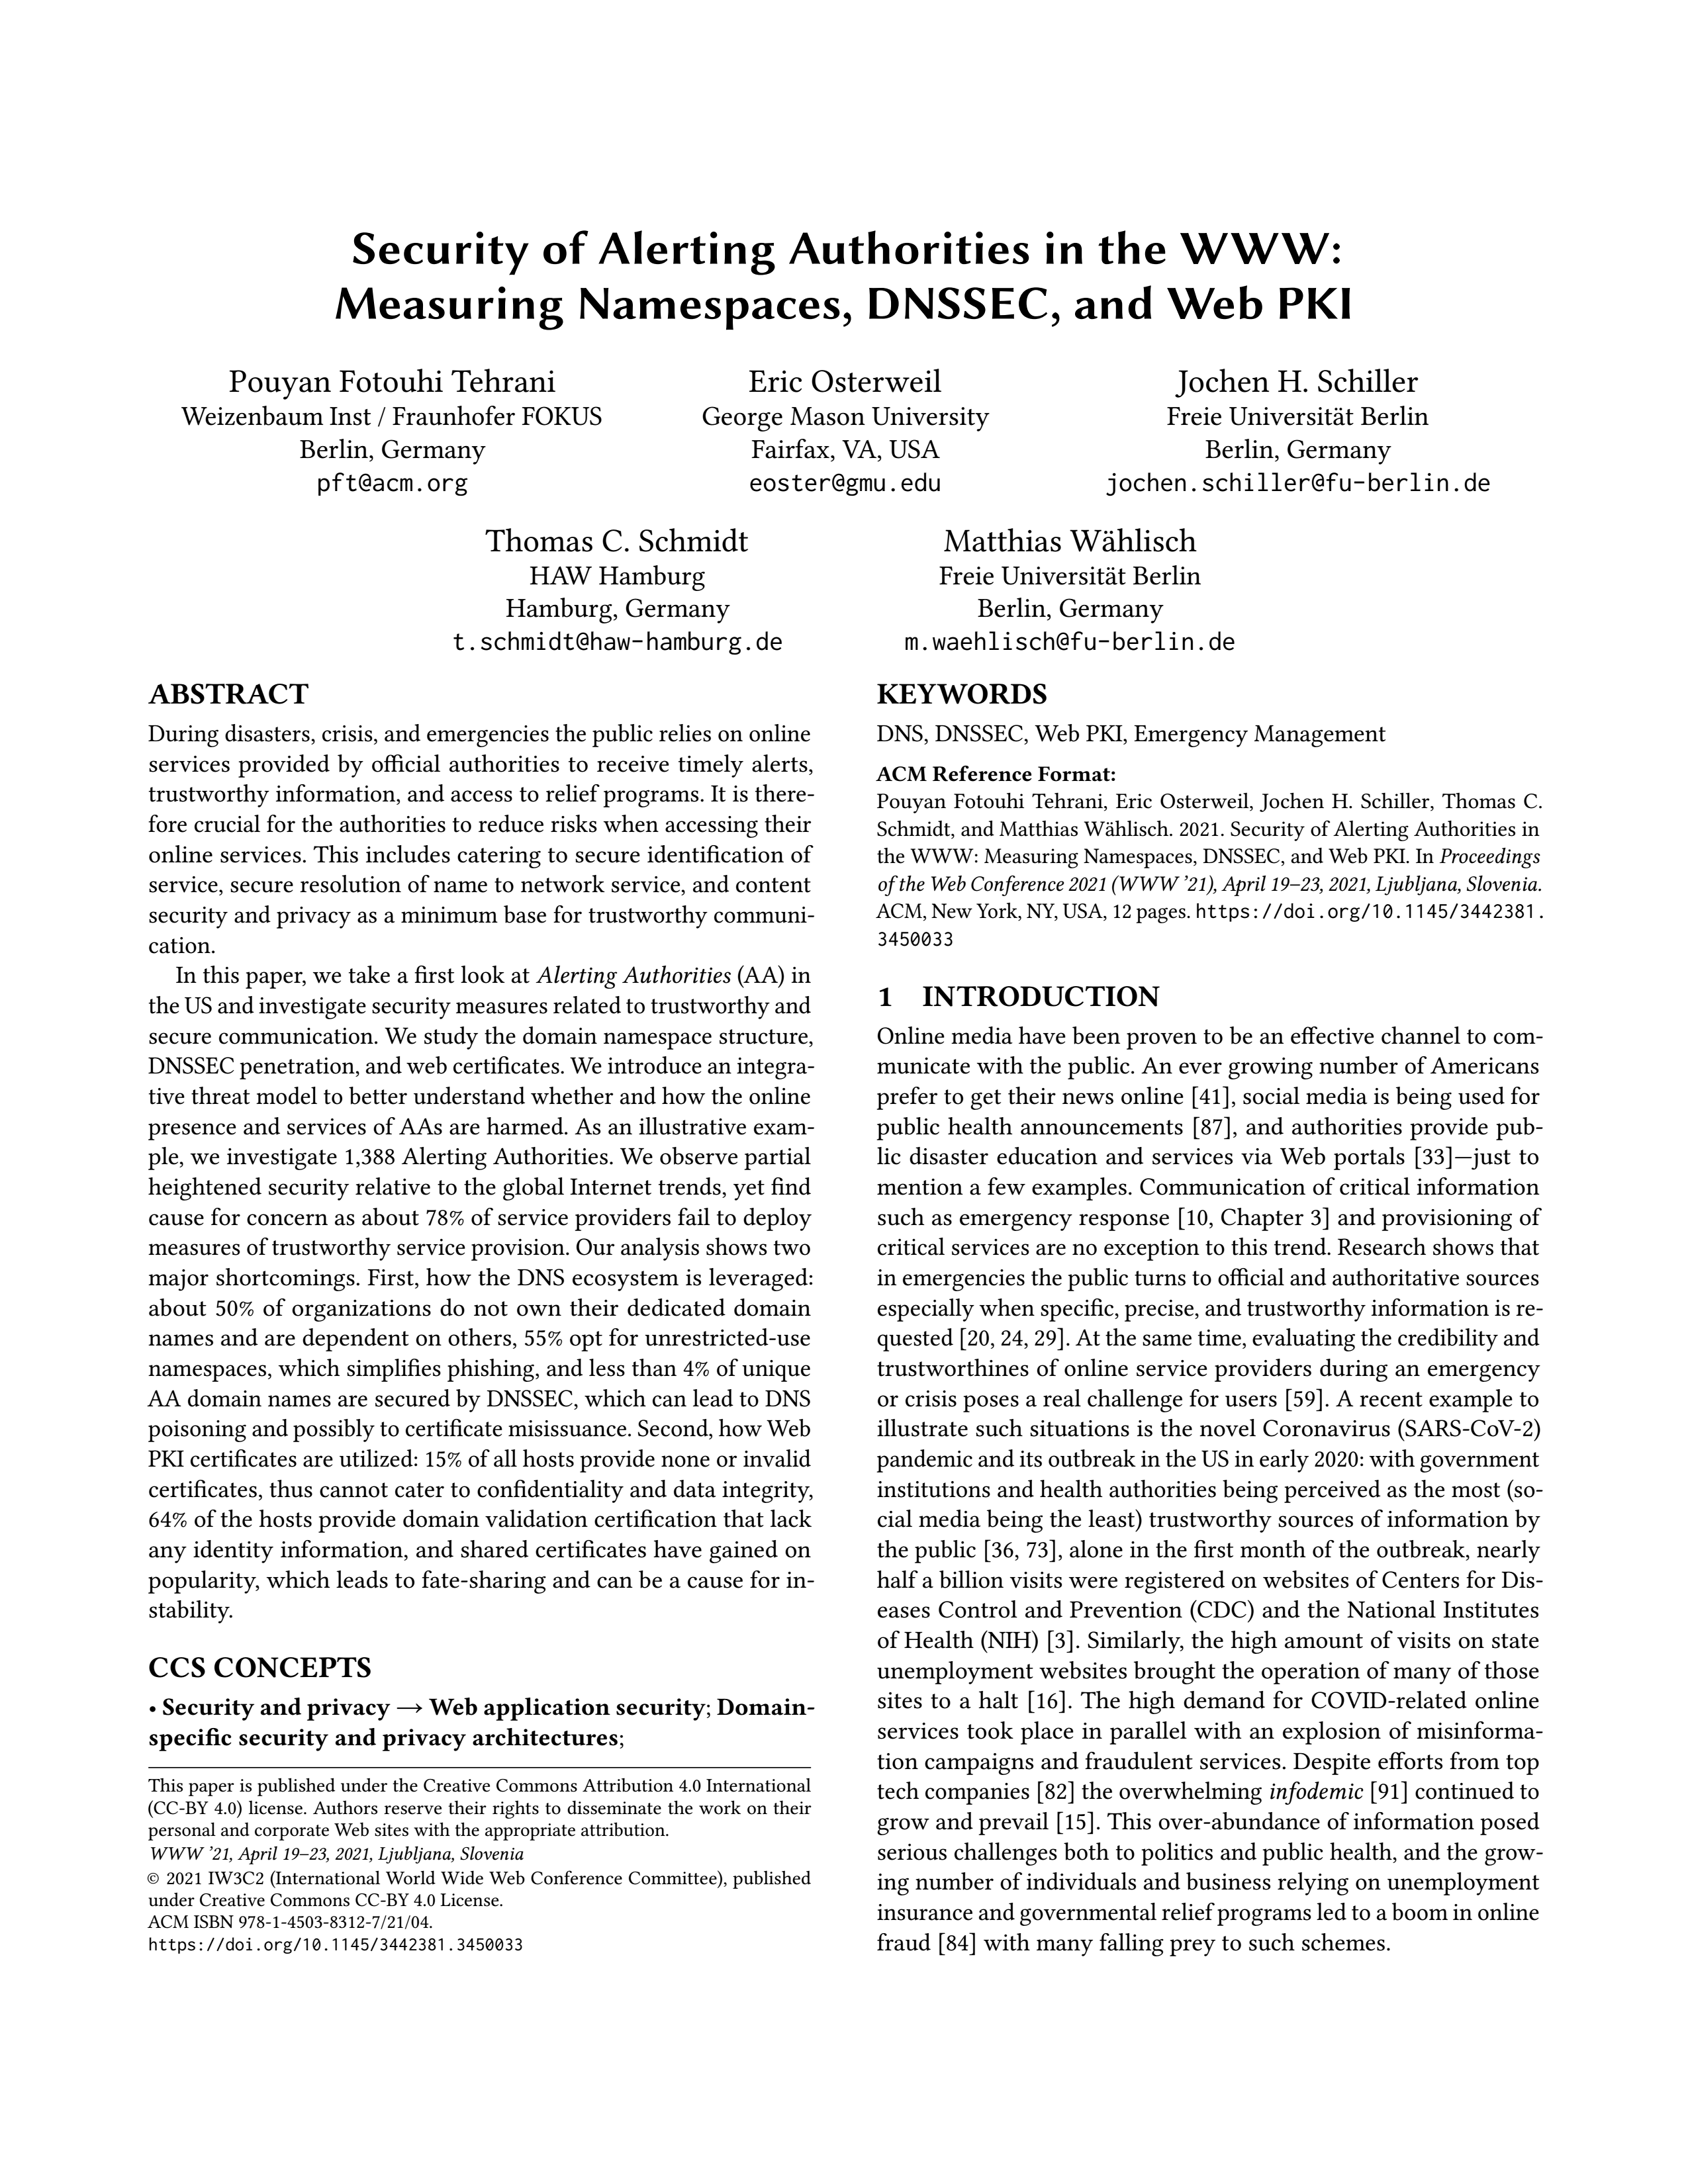 Security of Alerting Authorities in the WWW:
Measuring Namespaces, DNSSEC, and Web PKI
Pouyan Fotouhi Tehrani
Weizenbaum Inst / Fraunhofer FOKUS
Berlin, Germany
pft@acm.org
Eric Osterweil
George Mason University
Fairfax, VA, USA
eoster@gmu.edu
Jochen H. Schiller
Freie Universität Berlin
Berlin, Germany
jochen.schiller@fu-berlin.de
Thomas C. Schmidt
HAW Hamburg
Hamburg, Germany
t.schmidt@haw-hamburg.de
Matthias Wählisch
Freie Universität Berlin
Berlin, Germany
m.waehlisch@fu-berlin.de
ABSTRACT
During disasters, crisis, and emergencies the public relies on online
services provided by official authorities to receive timely alerts,
trustworthy information, and access to relief programs. It is there-
fore crucial for the authorities to reduce risks when accessing their
online services. This includes catering to secure identification of
service, secure resolution of name to network service, and content
security and privacy as a minimum base for trustworthy communi-
cation.
In this paper, we take a first look at Alerting Authorities (AA) in
the US and investigate security measures related to trustworthy and
secure communication. We study the domain namespace structure,
DNSSEC penetration, and web certificates. We introduce an integra-
tive threat model to better understand whether and how the online
presence and services of AAs are harmed. As an illustrative exam-
ple, we investigate 1,388 Alerting Authorities. We observe partial
heightened security relative to the global Internet trends, yet find
cause for concern as about 78% of service providers fail to deploy
measures of trustworthy service provision. Our analysis shows two
major shortcomings. First, how the DNS ecosystem is leveraged:
about 50% of organizations do not own their dedicated domain
names and are dependent on others, 55% opt for unrestricted-use
namespaces, which simplifies phishing, and less than 4% of unique
AA domain names are secured by DNSSEC, which can lead to DNS
poisoning and possibly to certificate misissuance. Second, how Web
PKI certificates are utilized: 15% of all hosts provide none or invalid
certificates, thus cannot cater to confidentiality and data integrity,
64% of the hosts provide domain validation certification that lack
any identity information, and shared certificates have gained on
popularity, which leads to fate-sharing and can be a cause for in-
stability.
CCS CONCEPTS
• Security and privacy → Web application security; Domain-
specific security and privacy architectures;
This paper is published under the Creative Commons Attribution 4.0 International
(CC-BY 4.0) license. Authors reserve their rights to disseminate the work on their
personal and corporate Web sites with the appropriate attribution.
WWW ’21, April 19–23, 2021, Ljubljana, Slovenia
© 2021 IW3C2 (International World Wide Web Conference Committee), published
under Creative Commons CC-BY 4.0 License.
ACM ISBN 978-1-4503-8312-7/21/04.
https://doi.org/10.1145/3442381.3450033
KEYWORDS
DNS, DNSSEC, Web PKI, Emergency Management
ACM Reference Format:
Pouyan Fotouhi Tehrani, Eric Osterweil, Jochen H. Schiller, Thomas C.
Schmidt, and Matthias Wählisch. 2021. Security of Alerting Authorities in
the WWW: Measuring Namespaces, DNSSEC, and Web PKI. In Proceedings
of the Web Conference 2021 (WWW ’21), April 19–23, 2021, Ljubljana, Slovenia.
ACM, New York, NY, USA, 12 pages. https://doi.org/10.1145/3442381.
3450033
1 INTRODUCTION
Online media have been proven to be an effective channel to com-
municate with the public. An ever growing number of Americans
prefer to get their news online [41], social media is being used for
public health announcements [87], and authorities provide pub-
lic disaster education and services via Web portals [33]—just to
mention a few examples. Communication of critical information
such as emergency response [10, Chapter 3] and provisioning of
critical services are no exception to this trend. Research shows that
in emergencies the public turns to official and authoritative sources
especially when specific, precise, and trustworthy information is re-
quested [20, 24, 29]. At the same time, evaluating the credibility and
trustworthines of online service providers during an emergency
or crisis poses a real challenge for users [59]. A recent example to
illustrate such situations is the novel Coronavirus (SARS-CoV-2)
pandemic and its outbreak in the US in early 2020: with government
institutions and health authorities being perceived as the most (so-
cial media being the least) trustworthy sources of information by
the public [36, 73], alone in the first month of the outbreak, nearly
half a billion visits were registered on websites of Centers for Dis-
eases Control and Prevention (CDC) and the National Institutes
of Health (NIH) [3]. Similarly, the high amount of visits on state
unemployment websites brought the operation of many of those
sites to a halt [16]. The high demand for COVID-related online
services took place in parallel with an explosion of misinforma-
tion campaigns and fraudulent services. Despite efforts from top
tech companies [82] the overwhelming infodemic [91] continued to
grow and prevail [15]. This over-abundance of information posed
serious challenges both to politics and public health, and the grow-
ing number of individuals and business relying on unemployment
insurance and governmental relief programs led to a boom in online
fraud [84] with many falling prey to such schemes.